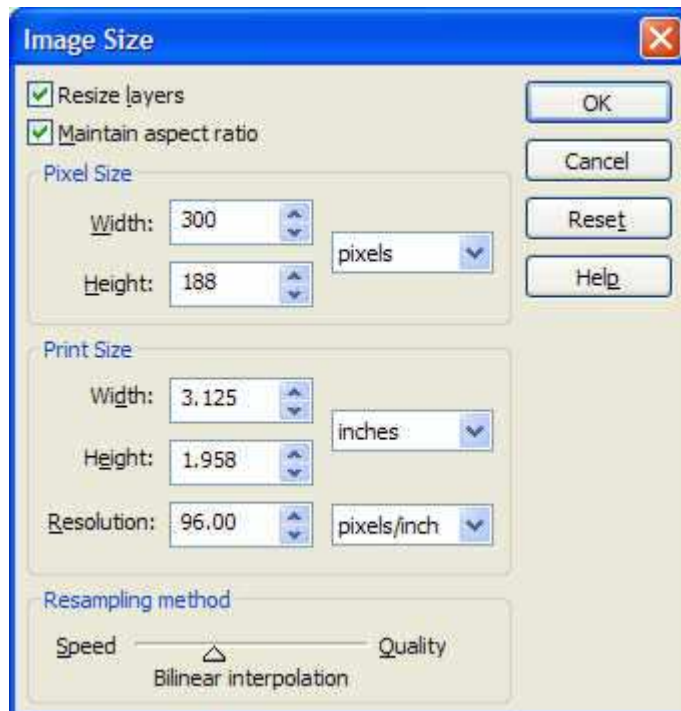 Image Size
Resize layers
Maintain aspect ratio
OK
Cancel
Reset
Help
Pixel Size
Width: 300
pixels
Height: 188
Print Size
Width: 3.125
inches
Height: 1.958
Resolution: 96.00 pixels/inch
Resampling method
Speed Quality
Bilinear interpolation